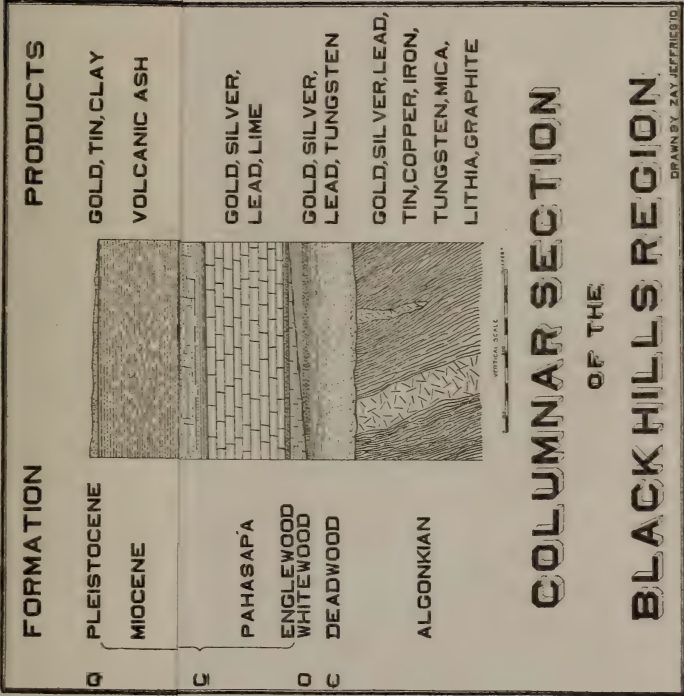 FORMATION PRODUCTS
Q PLEISTOCENE GOLD, TIN, CLAY
MIOCENE VOLCANIC ASH
C
PAHASAPA GOLD, SILVER,
LEAD, LIME
ENGLEWOOD
O WHITEWOOD GOLD, SILVER,
Є DEADWOOD LEAD, TUNGSTEN
ALGONKIAN GOLD, SILVER, LEAD,
TIN, COPPER, IRON,
TUNGSTEN, MICA,
LITHIA, GRAPHITE
VERTICAL SCALE
COLUMNAR SECTION
OF THE
BLACK HILLS REGION
DRAWN BY ZAY JEFFRIES '10